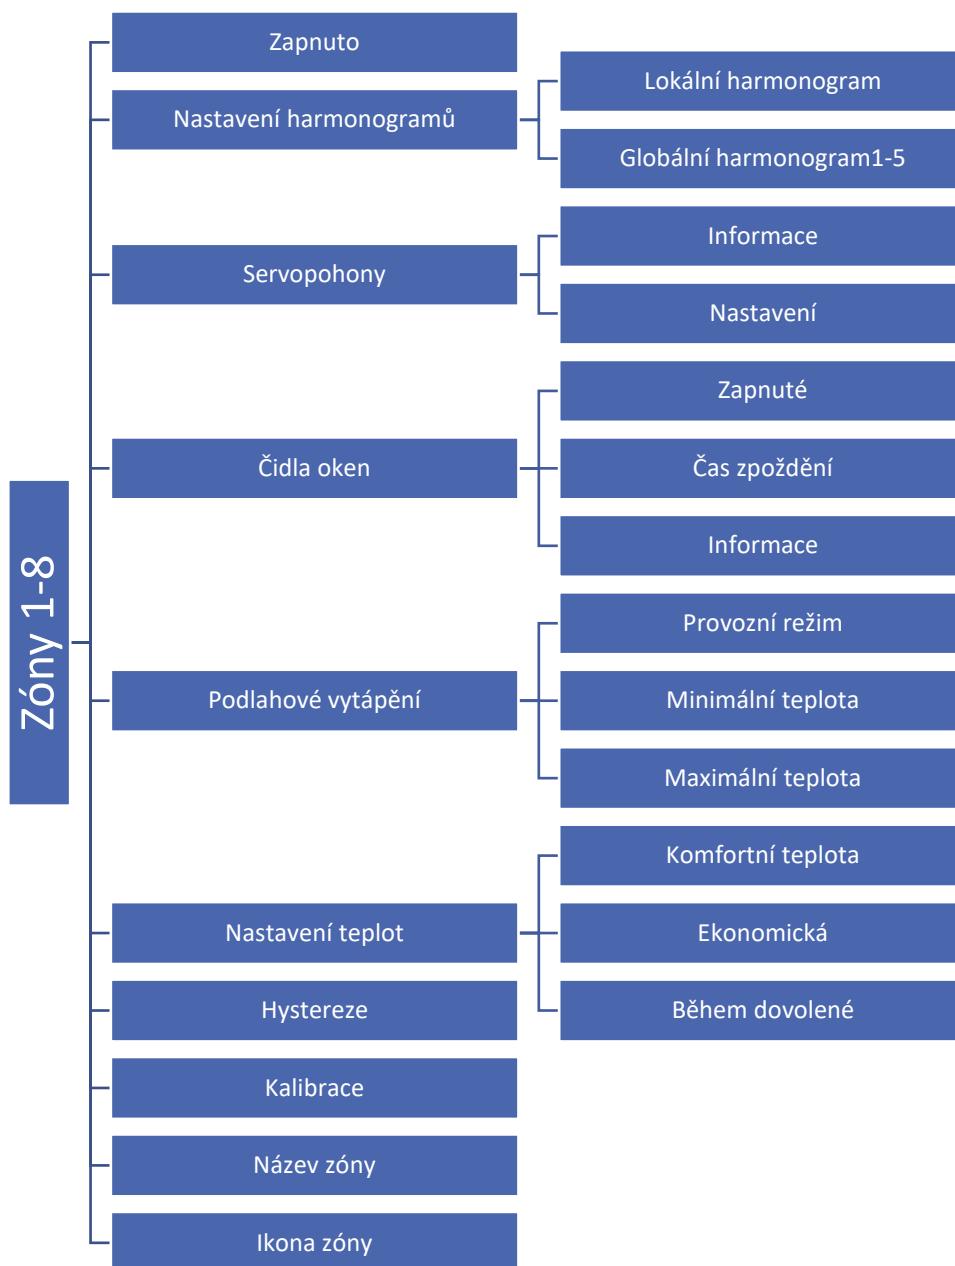 Zóny 1-8
Zapnuto
Nastavení harmonogramů
Lokální harmonogram
Globální harmonogram1-5
Servopohony
Informace
Nastavení
Čidla oken
Zapnuté
Čas zpoždění
Informace
Podlahové vytápění
Provozní režim
Minimální teplota
Maximální teplota
Nastavení teplot
Komfortní teplota
Ekonomická
Během dovolené
Hystereze
Kalibrace
Název zóny
Ikona zóny